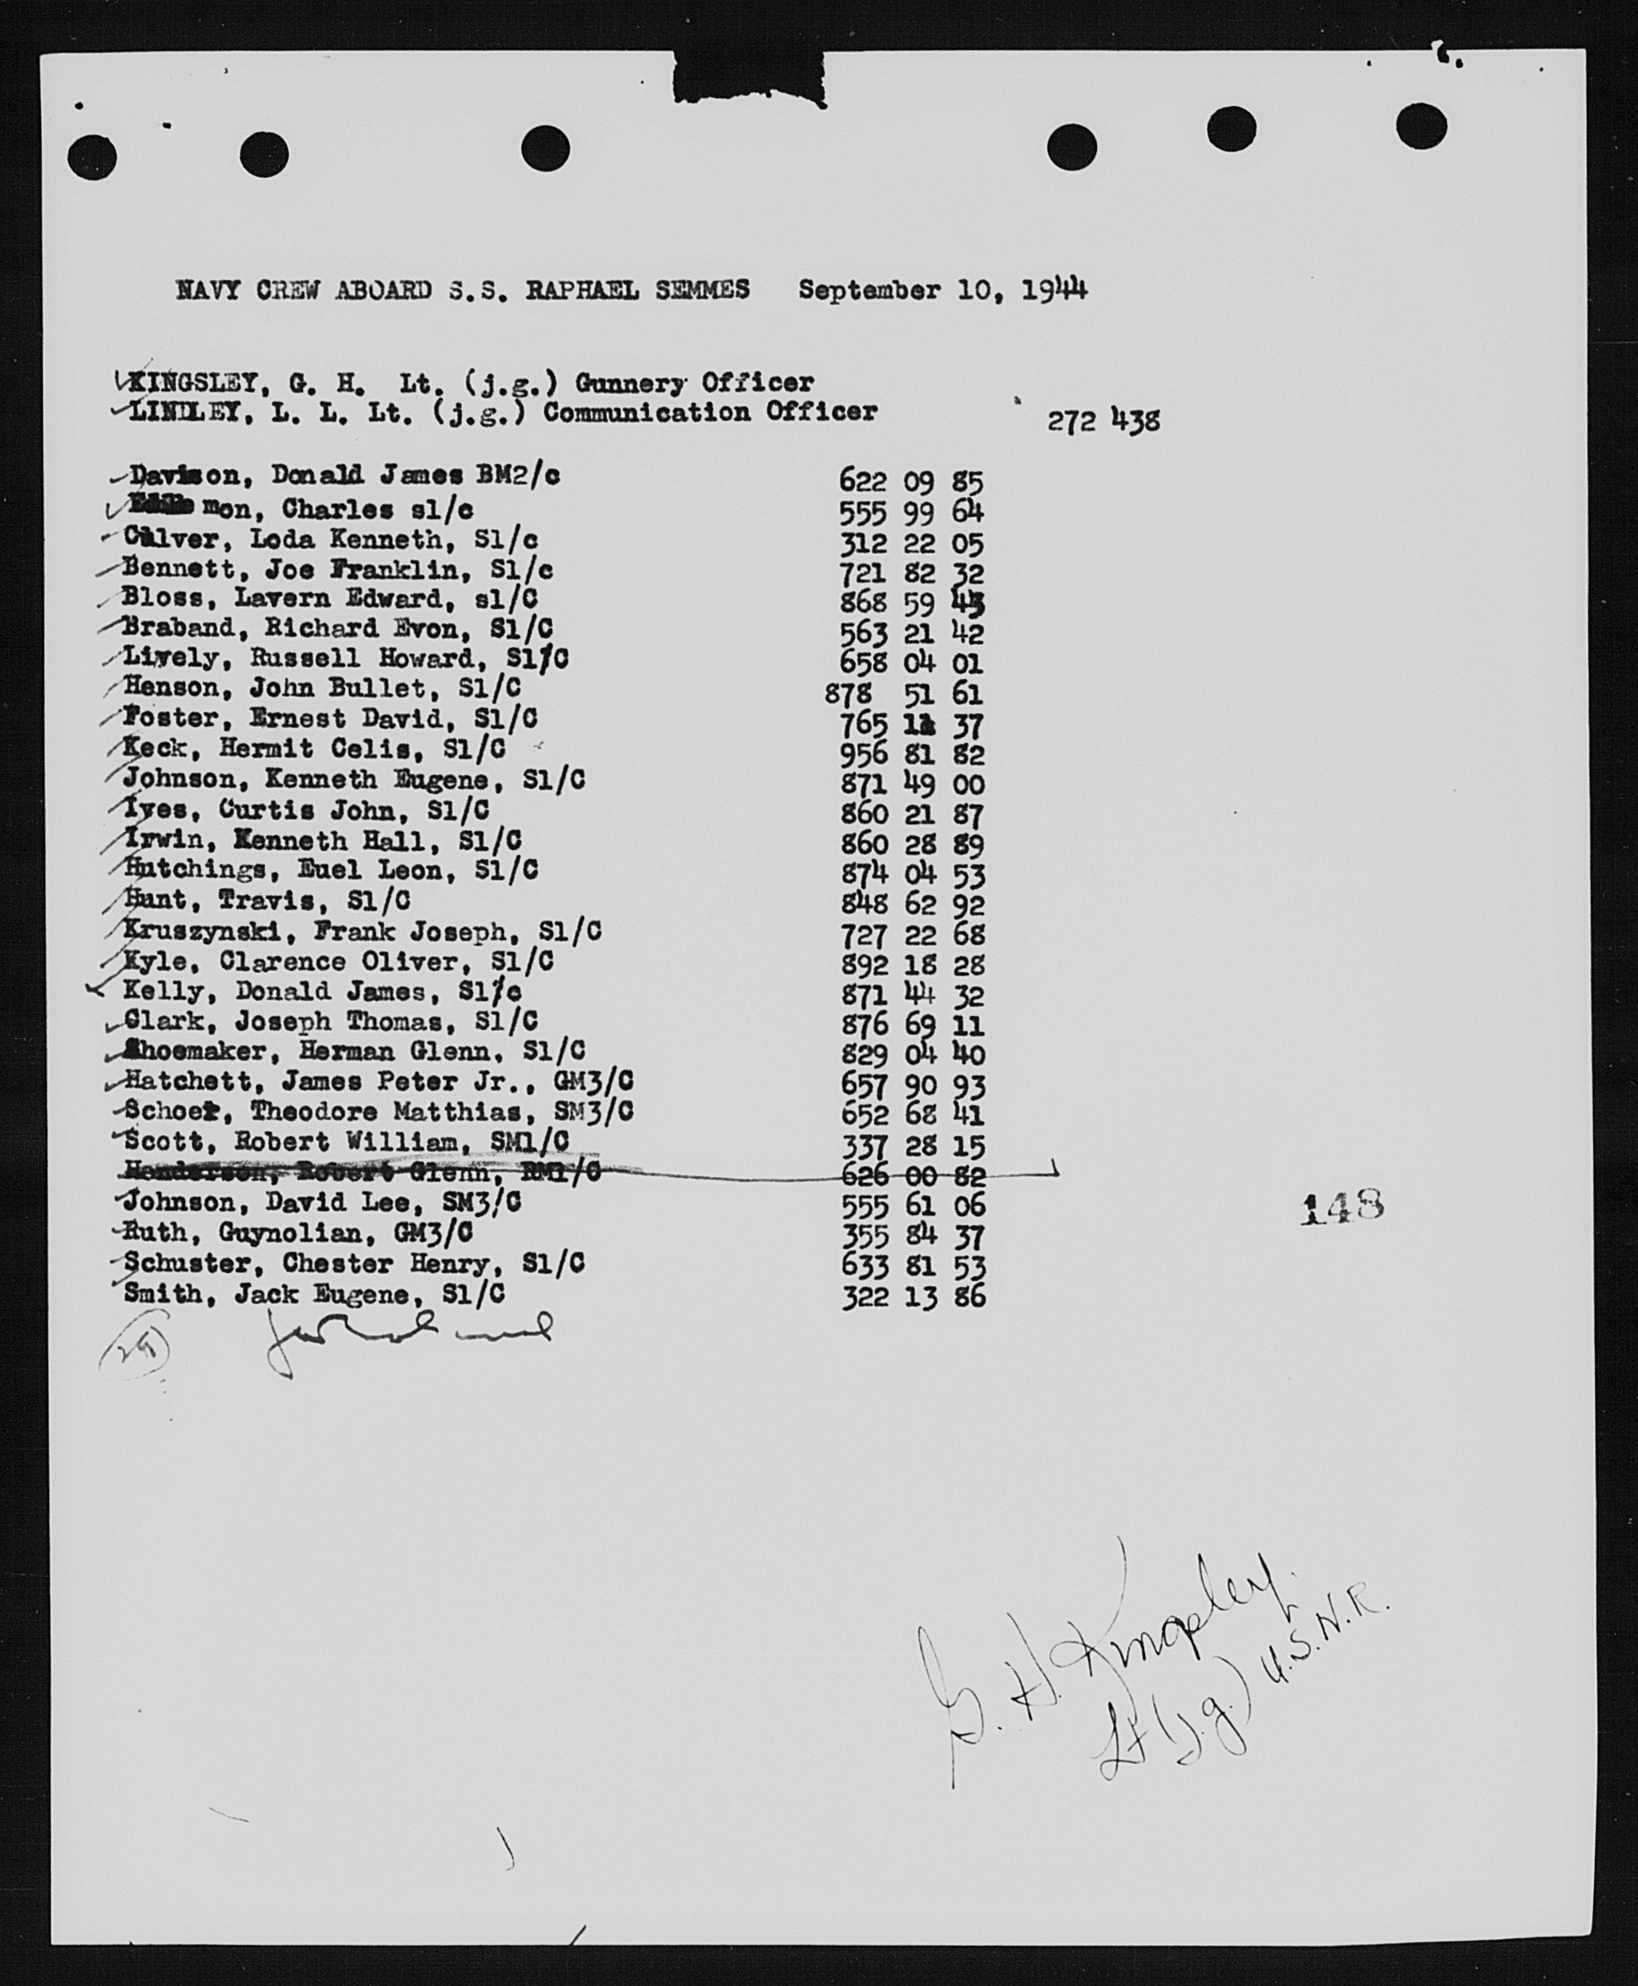 NAVY CREW ABOARD S.S. RAPHAEL SEMMES September 10, 1944
KINGSLEY, G. H. Lt. (j.g.) Gunnery Officer
LINDLEY, L. L. Lt. (j.g.) Communication Officer 272 438
Davison, Donald James BM2/c 622 09 85
mon, Charles s1/c 555 99 64
Culver, Loda Kenneth, S1/c 312 22 05
Bennett, Joe Franklin, S1/c 721 82 32
Bloss, Lavern Edward, s1/C 868 59 43
Braband, Richard Evon, S1/C 563 21 42
Lively, Russell Howard, S1/C 658 04 01
Henson, John Bullet, S1/C 878 51 61
Foster, Ernest David, S1/C 765 11 37
Keck, Hermit Celis, S1/C 956 81 82
Johnson, Kenneth Eugene, S1/C 871 49 00
Ives, Curtis John, S1/C 860 21 87
Irwin, Kenneth Hall, S1/C 860 28 89
Hutchings, Euel Leon, S1/C 874 04 53
Hunt, Travis, S1/C 848 62 92
Kruszynski, Frank Joseph, S1/C 727 22 68
Kyle, Clarence Oliver, S1/C 892 18 28
Kelly, Donald James, S1/c 871 44 32
Clark, Joseph Thomas, S1/C 876 69 11
Shoemaker, Herman Glenn, S1/C 829 04 40
Hatchett, James Peter Jr., GM3/C 657 90 93
Schoer, Theodore Matthias, SM3/C 652 68 41
Scott, Robert William, SM1/C 337 28 15
Henderson, Robert Glenn, RM1/C 626 00 82
Johnson, David Lee, SM3/C 555 61 06
148
Ruth, Guynolian, GM3/C 355 84 37
Schuster, Chester Henry, S1/C 633 81 53
Smith, Jack Eugene, S1/C 322 13 86
29
G. H. Kingsley
Lt (j.g.) U.S.N.R.